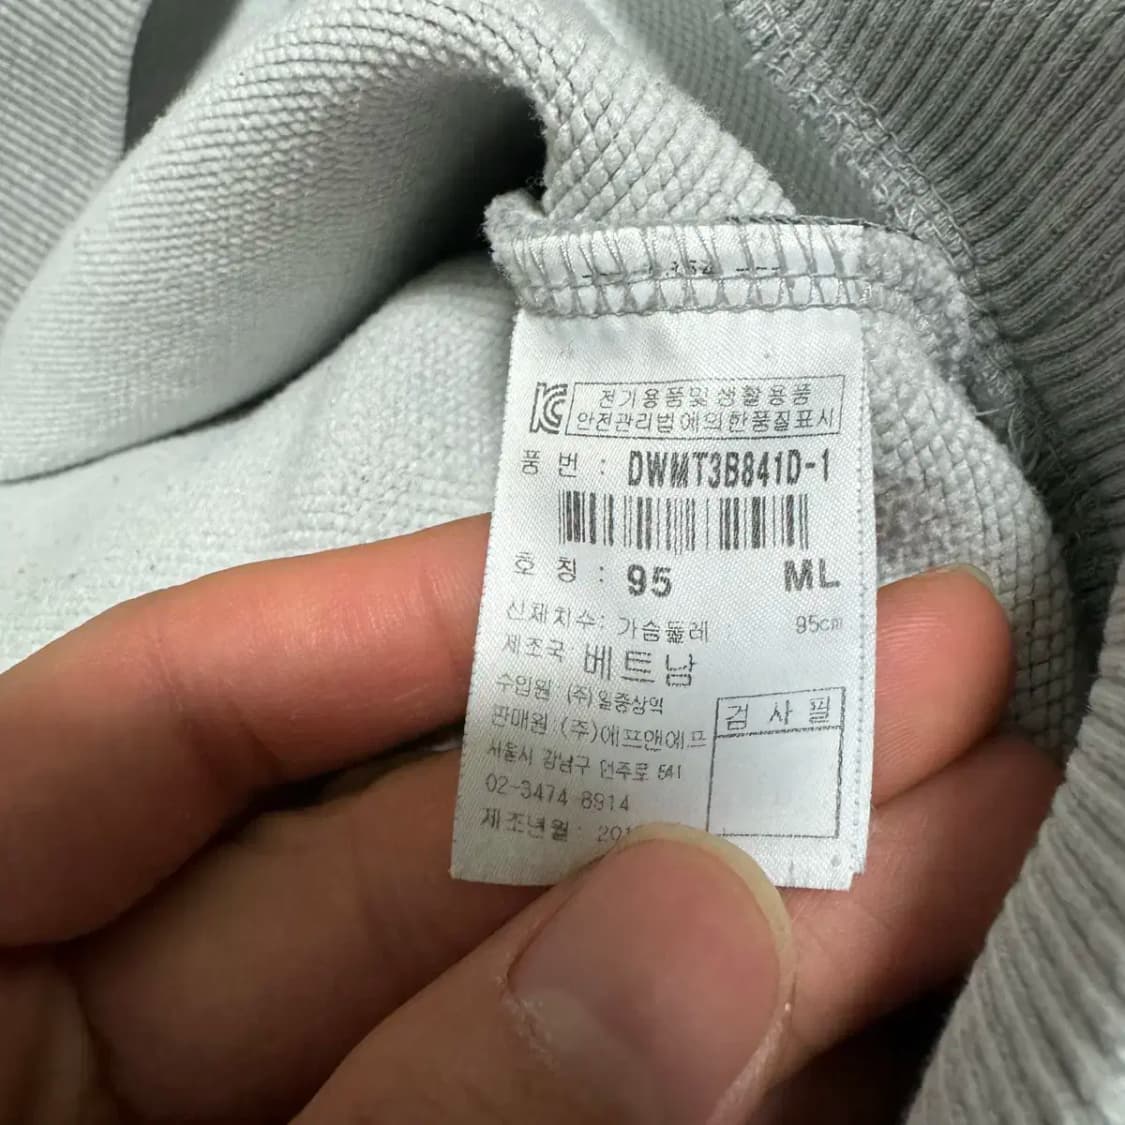 KC 전기용품및생활용품
안전관리법에의한품질표시
품 번 : DWMT3B841D-1
호 칭 : 95 ML
신체치수: 가슴둘레 95cm
제조국 베트남
수입원 (주)일중상익
판매원 (주)에프앤에프
서울시 강남구 언주로 541
02-3474-8914
제조년월: 201
검 사 필